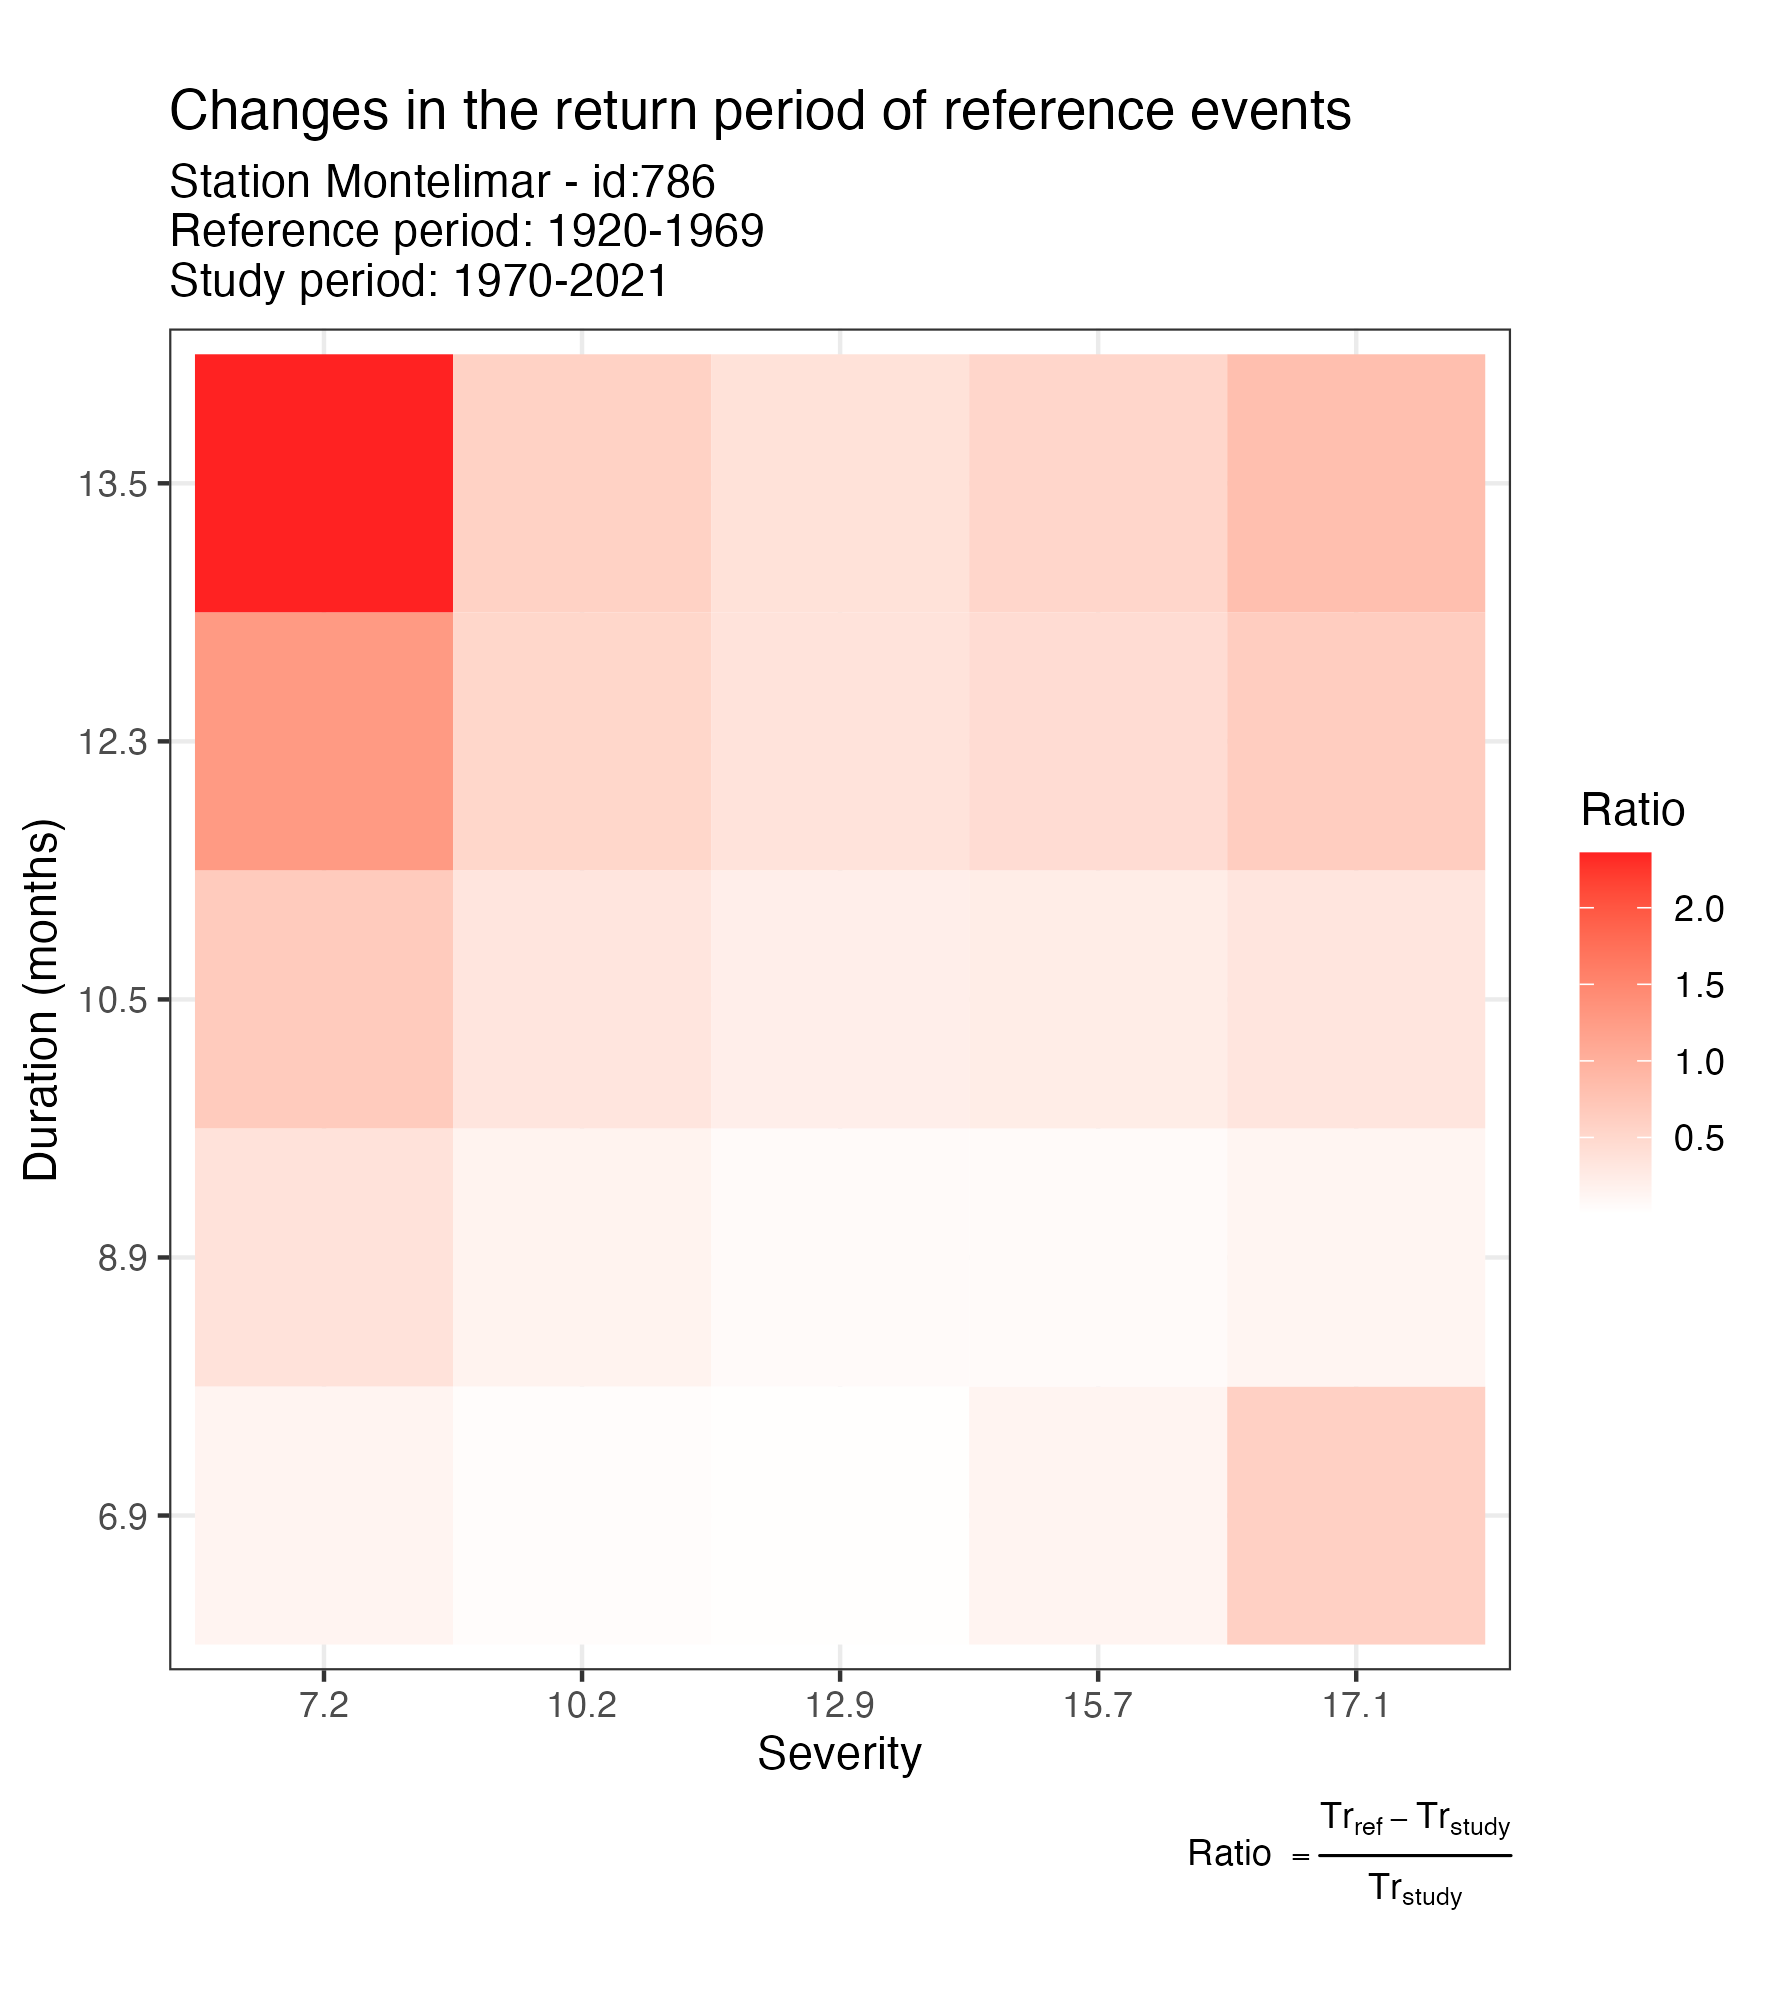 Changes in the return period of reference events
Station Montelimar - id:786
Reference period: 1920-1969
Study period: 1970-2021
13.5
12.3
10.5
8.9
6.9
Duration (months)
7.2 10.2 12.9 15.7 17.1
Severity
Ratio
2.0
1.5
1.0
0.5
Tr_ref − Tr_study
Ratio =
Tr_study